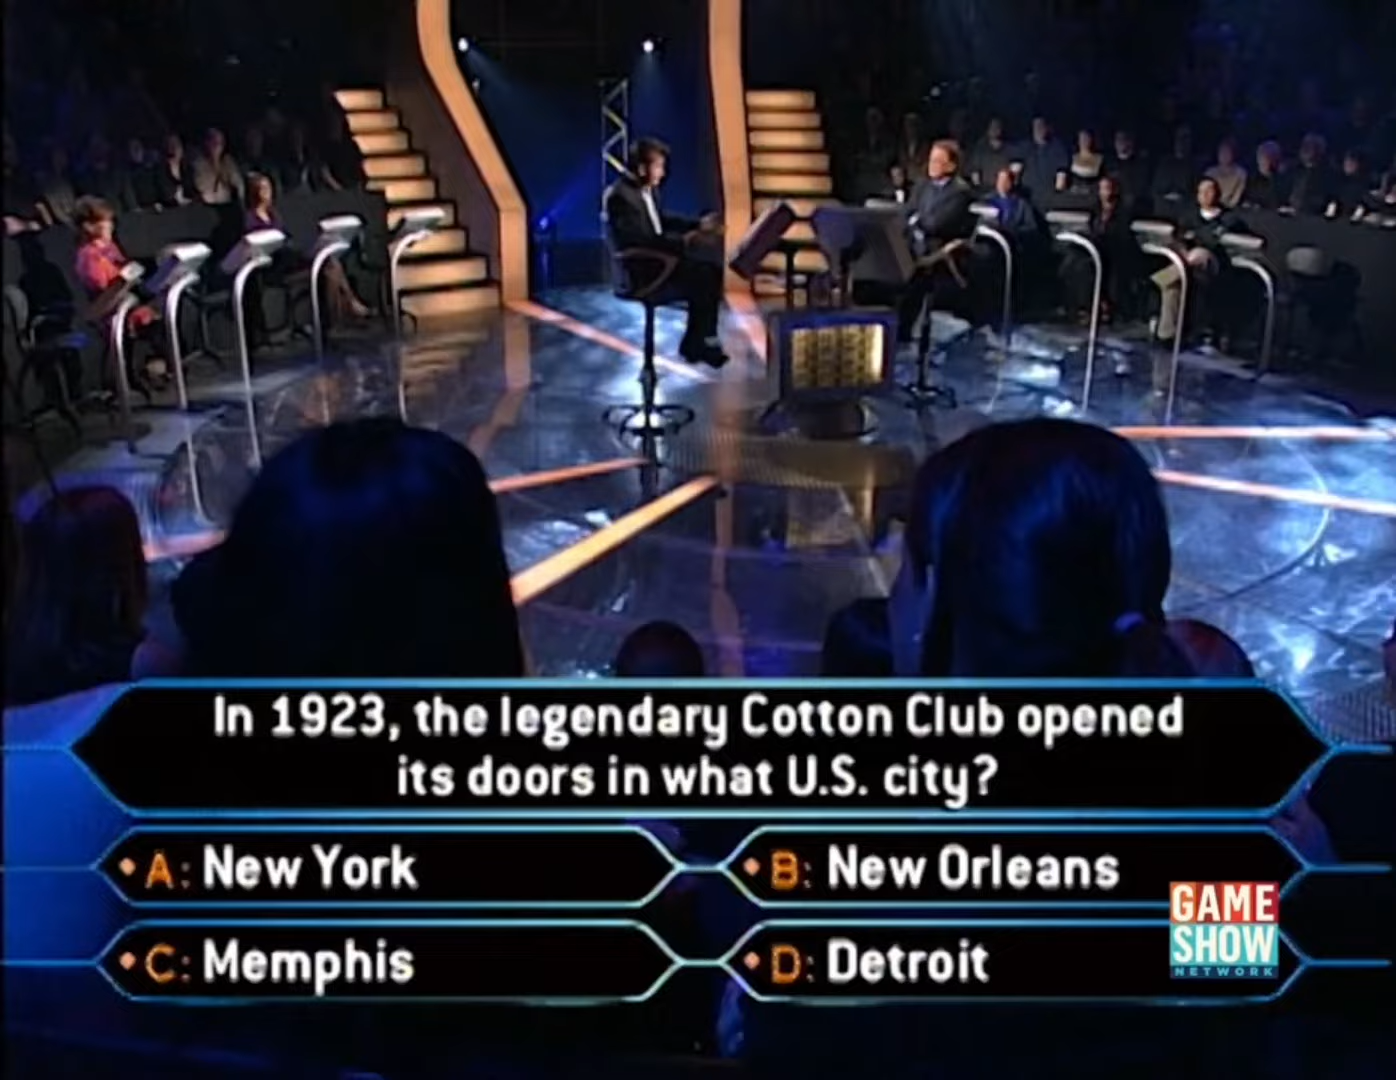 In 1923, the legendary Cotton Club opened
its doors in what U.S. city?
A: New York
B: New Orleans
C: Memphis
D: Detroit
GAME
SHOW
NETWORK